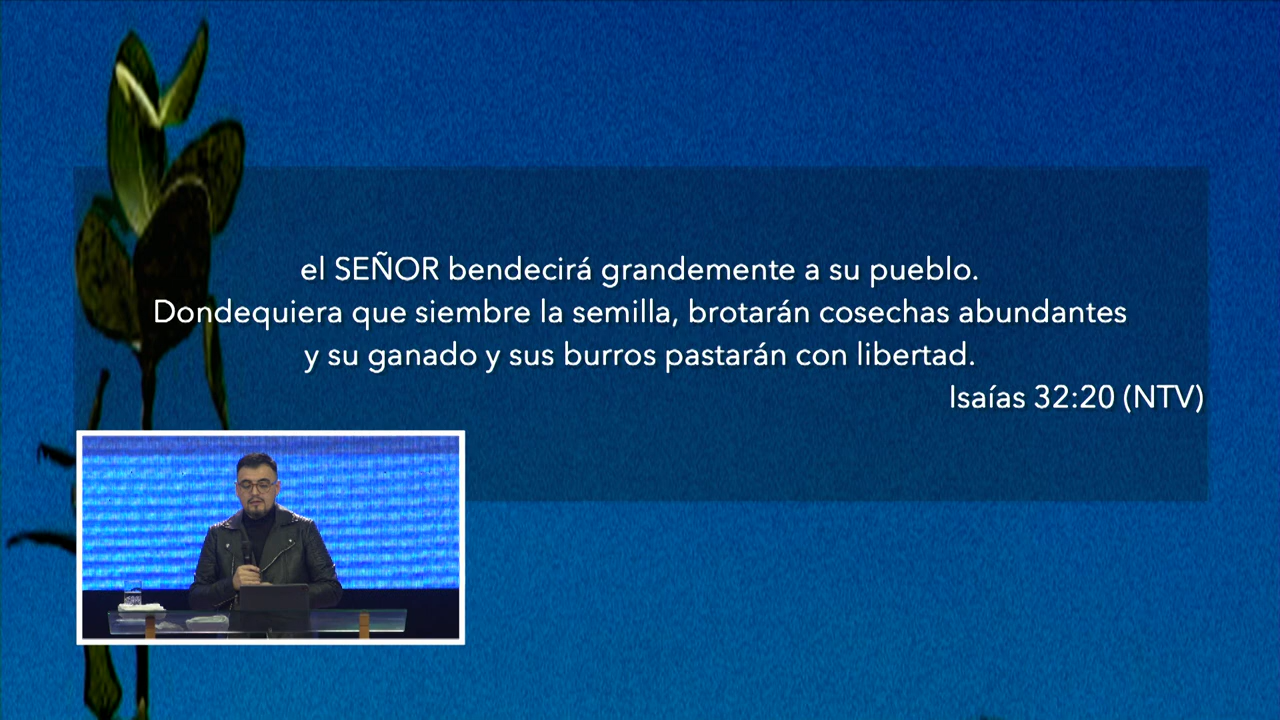 el SEÑOR bendecirá grandemente a su pueblo.
Dondequiera que siembre la semilla, brotarán cosechas abundantes
y su ganado y sus burros pastarán con libertad.
Isaías 32:20 (NTV)